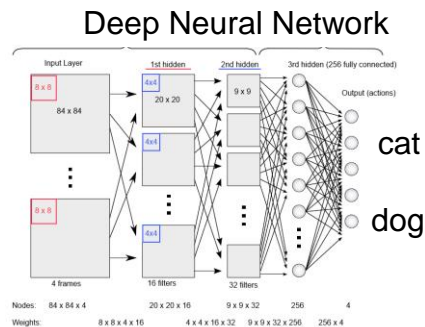 Deep Neural Network
Input Layer
1st hidden
2nd hidden
3rd hidden (256 fully connected)
Output (actions)
8 x 8
84 x 84
4x4
20 x 20
9 x 9
4x4
cat
dog
8 x 8
4x4
4 frames
16 filters
32 filters
Nodes: 84 x 84 x 4 20 x 20 x 16 9 x 9 x 32 256 4
Weights: 8 x 8 x 4 x 16 4 x 4 x 16 x 32 9 x 9 x 32 x 256 256 x 4